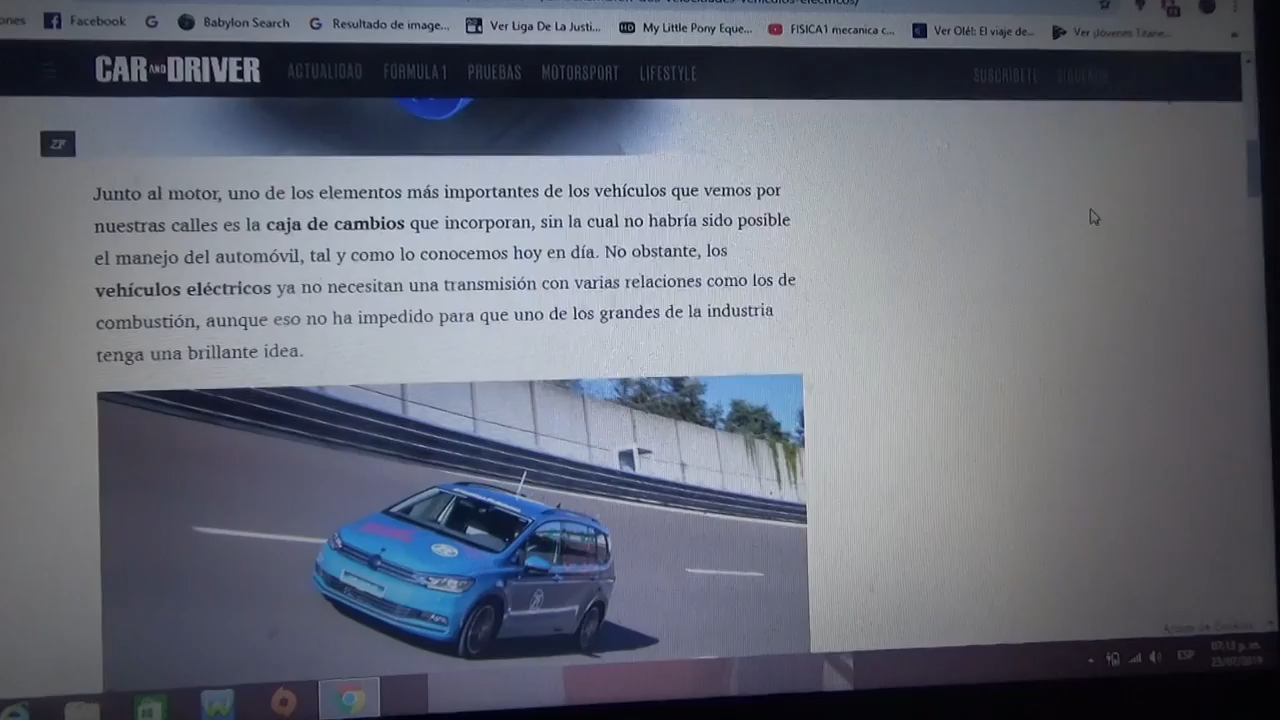 ones Facebook G Babylon Search G Resultado de image... Ver Liga De La Justi... HD My Little Pony Eque... FISICA1 mecanica c... Ver Olé!: El viaje de... Ver Jóvenes Titane...
CAR AND DRIVER ACTUALIDAD FÓRMULA 1 PRUEBAS MOTORSPORT LIFESTYLE SUSCRÍBETE SÍGUENOS
ZF
Junto al motor, uno de los elementos más importantes de los vehículos que vemos por
nuestras calles es la caja de cambios que incorporan, sin la cual no habría sido posible
el manejo del automóvil, tal y como lo conocemos hoy en día. No obstante, los
vehículos eléctricos ya no necesitan una transmisión con varias relaciones como los de
combustión, aunque eso no ha impedido para que uno de los grandes de la industria
tenga una brillante idea.
ESP 07:13 p. m.